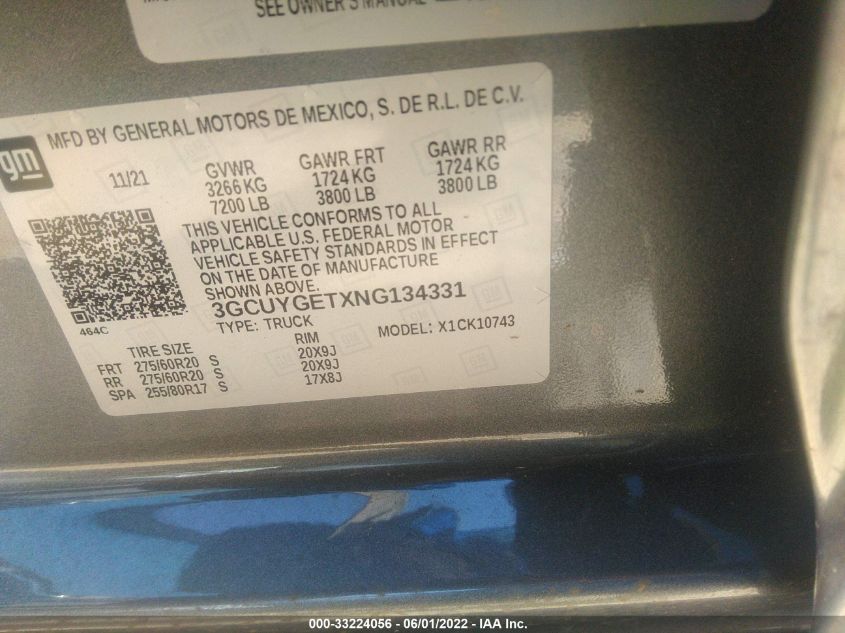 SEE OWNER'S MANUAL
MFD BY GENERAL MOTORS DE MEXICO, S. DE R.L. DE C.V.
gm
11/21
GVWR
3266 KG
7200 LB
GAWR FRT
1724 KG
3800 LB
GAWR RR
1724 KG
3800 LB
THIS VEHICLE CONFORMS TO ALL
APPLICABLE U.S. FEDERAL MOTOR
VEHICLE SAFETY STANDARDS IN EFFECT
ON THE DATE OF MANUFACTURE
SHOWN ABOVE.
464C
3GCUYGETXNG134331
TYPE: TRUCK MODEL: X1CK10743
TIRE SIZE RIM
FRT 275/60R20 S 20X9J
RR 275/60R20 S 20X9J
SPA 255/80R17 S 17X8J
000-33224056 - 06/01/2022 - IAA Inc.